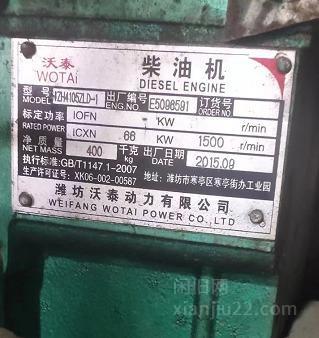 沃泰
WOTAI
柴油机
DIESEL ENGINE
型号 MODEL ZH4105ZLD-1 出厂编号 ENG.NO E5090591 订货号 ORDER NO
标定功率 RATED POWER IOFN KW r/min
ICXN 66 KW 1500 r/min
净质量 NET MASS 400 千克 kg 出厂日期 DATE 2015.09
执行标准:GB/T1147.1-2007
生产许可证号: XK06-002-00587 地址:潍坊市寒亭区寒亭街办工业园
潍坊沃泰动力有限公司
WEIFANG WOTAI POWER CO.,LTD
闲旧网
xianjiu22.com